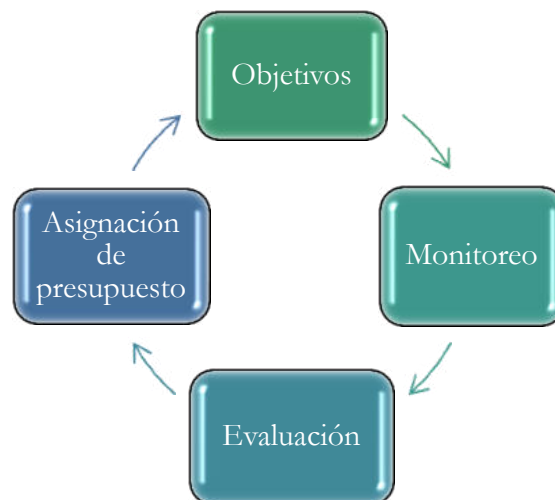 Objetivos
Monitoreo
Evaluación
Asignación
de
presupuesto